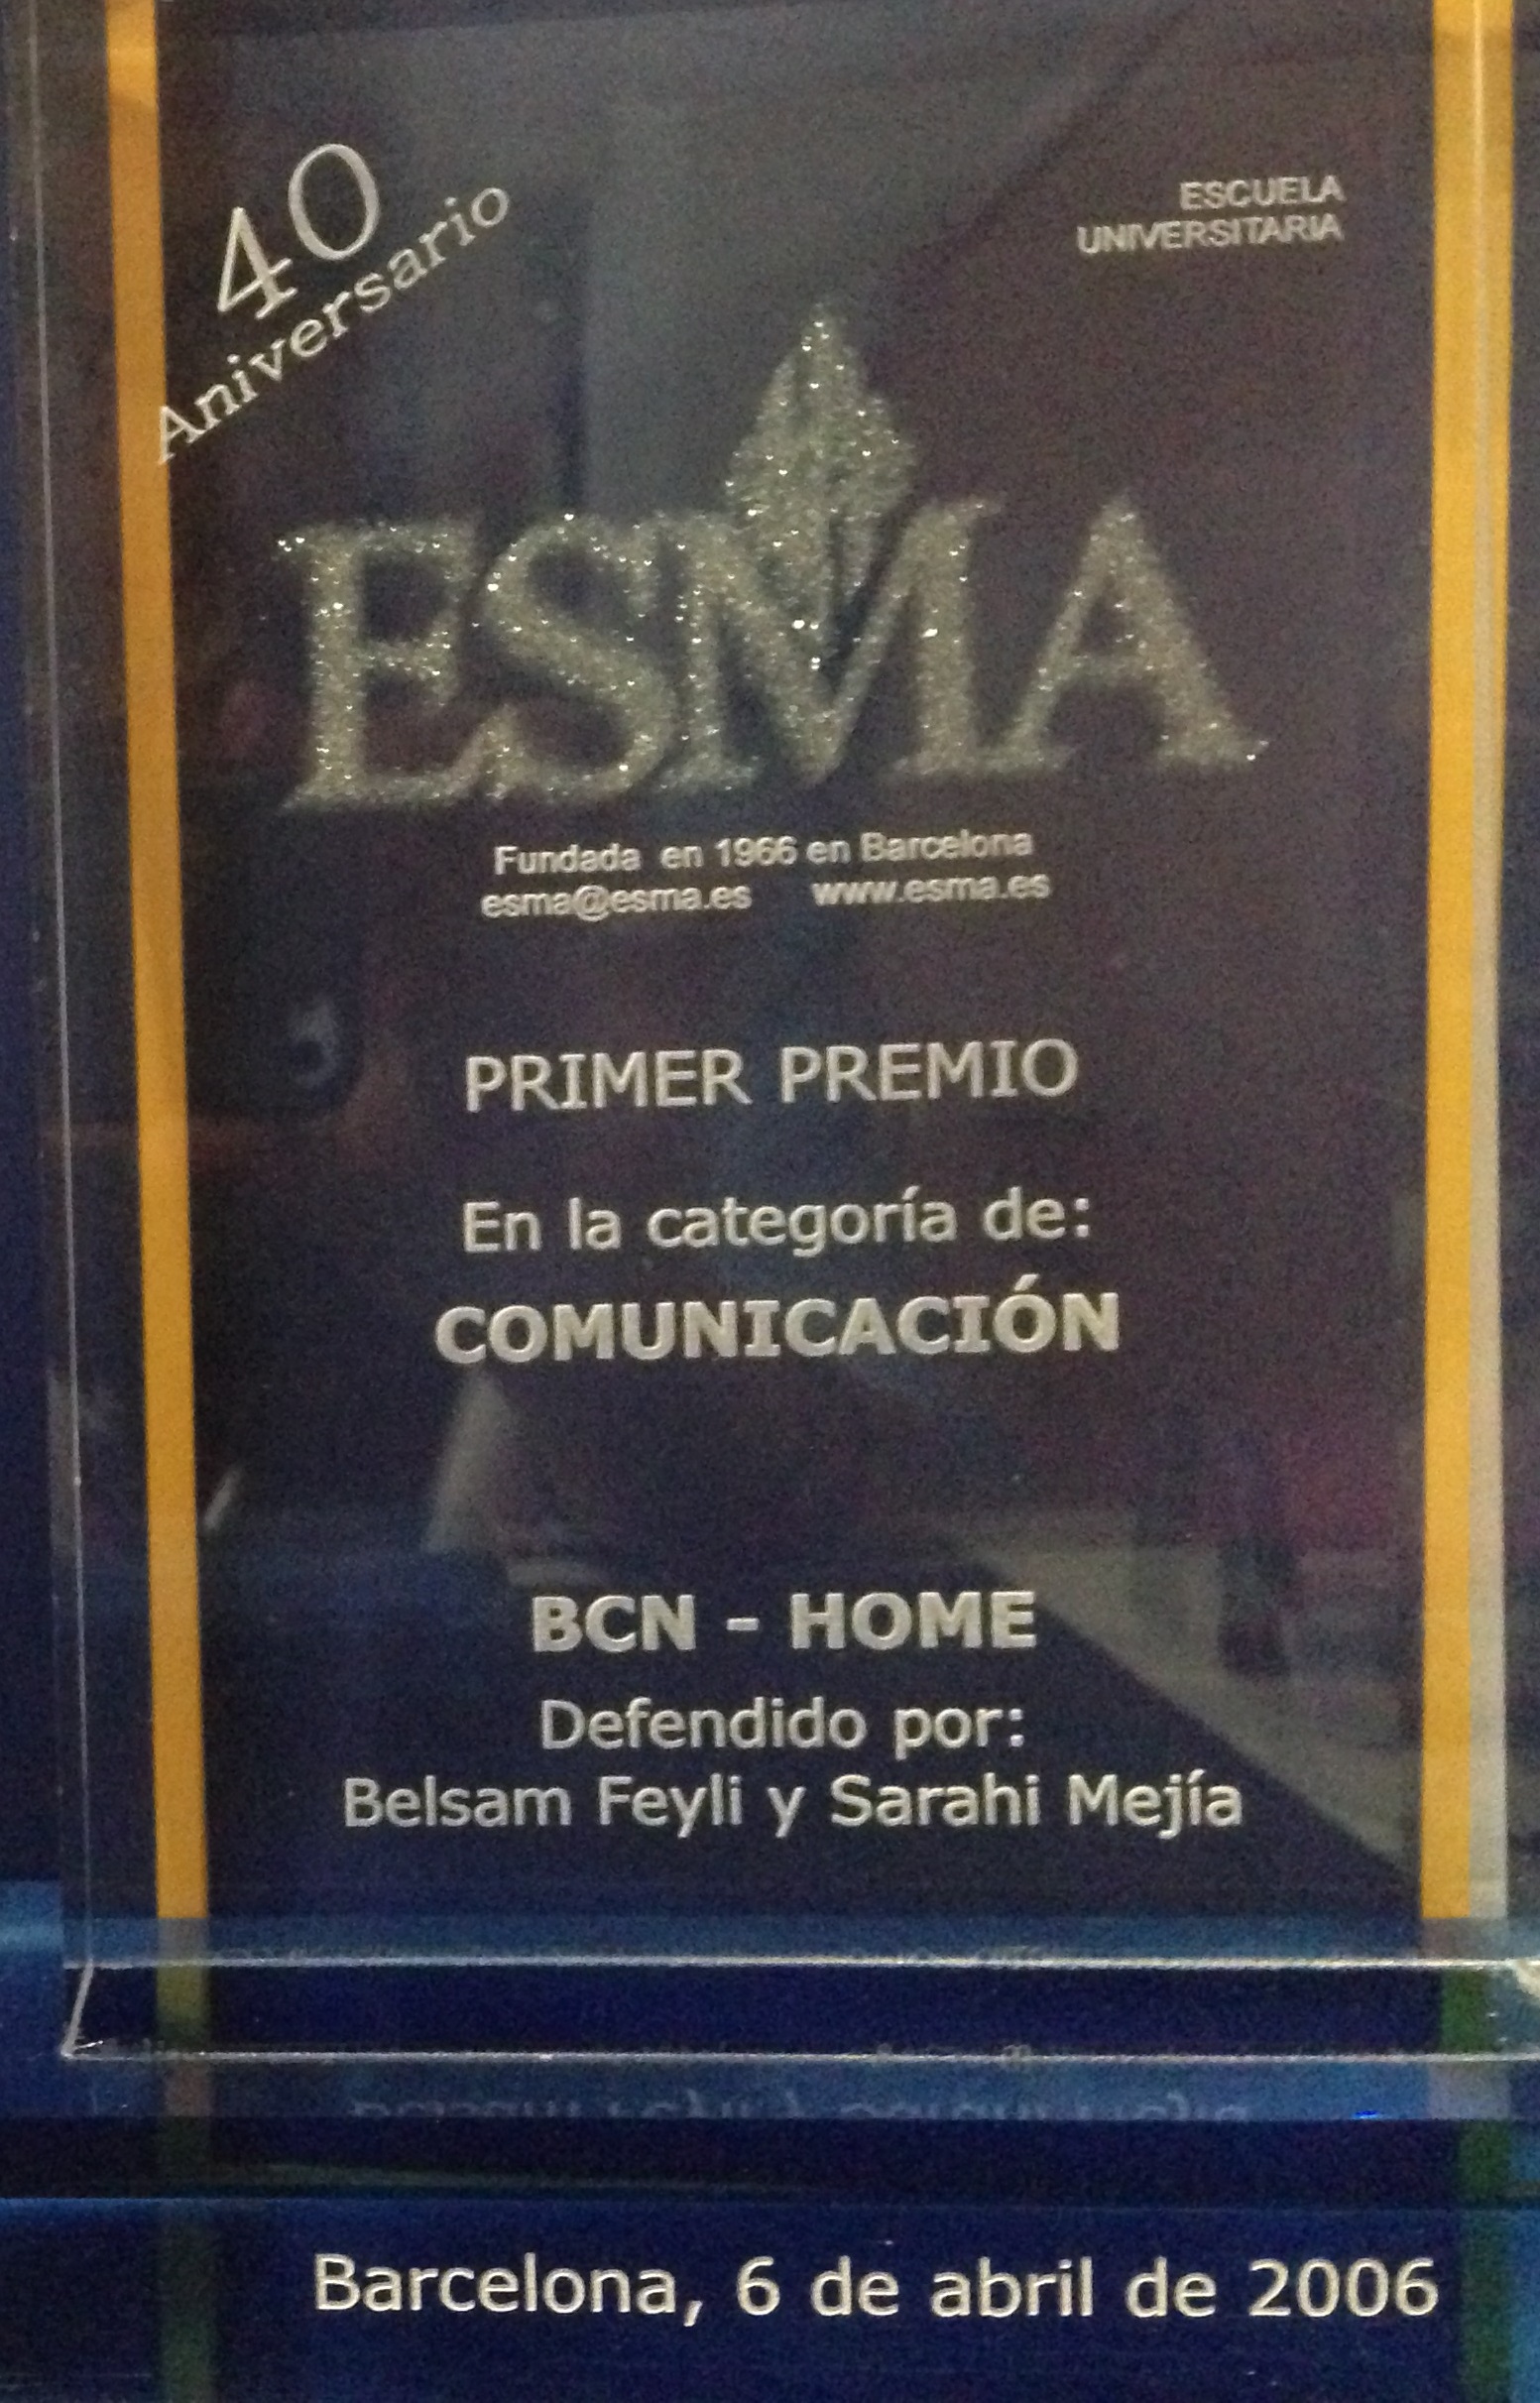 40
Aniversario
ESCUELA
UNIVERSITARIA
ESMA
Fundada en 1966 en Barcelona
esma@esma.es www.esma.es
PRIMER PREMIO
En la categoría de:
COMUNICACIÓN
BCN - HOME
Defendido por:
Belsam Feyli y Sarahi Mejía
Barcelona, 6 de abril de 2006